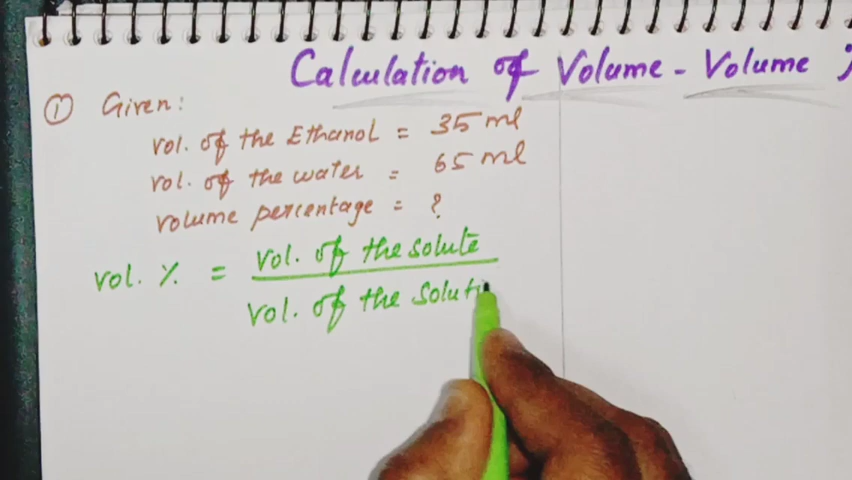 Calculation of Volume - Volume %
① Given:
vol. of the Ethanol = 35 ml
vol. of the water = 65 ml
volume percentage = ?
vol. % = vol. of the solute
vol. of the soluti